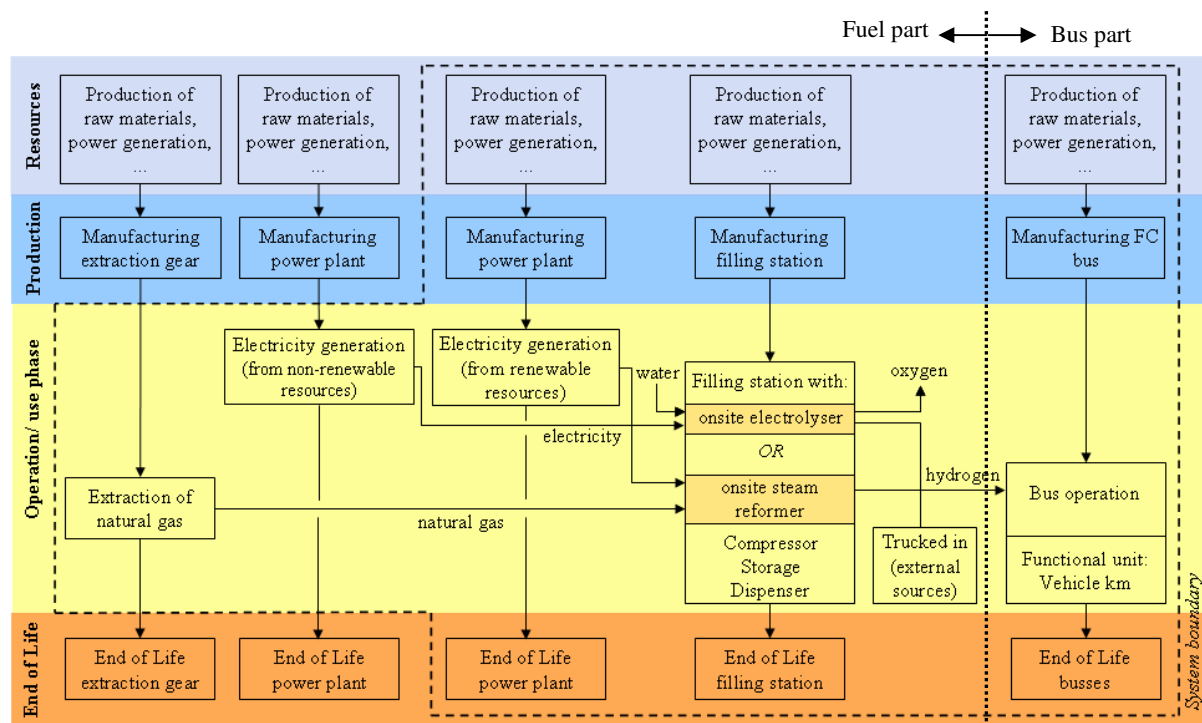 Fuel part
Bus part
Resources
Production of
raw materials,
power generation,
...
Production of
raw materials,
power generation,
...
Production of
raw materials,
power generation,
...
Production of
raw materials,
power generation,
...
Production of
raw materials,
power generation,
...
Production
Manufacturing
extraction gear
Manufacturing
power plant
Manufacturing
power plant
Manufacturing
filling station
Manufacturing FC
bus
Operation/ use phase
Electricity generation
(from non-renewable
resources)
Electricity generation
(from renewable
resources)
water
electricity
Extraction of
natural gas
natural gas
Filling station with:
onsite electrolyser
OR
onsite steam
reformer
Compressor
Storage
Dispenser
oxygen
hydrogen
Trucked in
(external
sources)
Bus operation
Functional unit:
Vehicle km
End of Life
End of Life
extraction gear
End of Life
power plant
End of Life
power plant
End of Life
filling station
End of Life
busses
System boundary